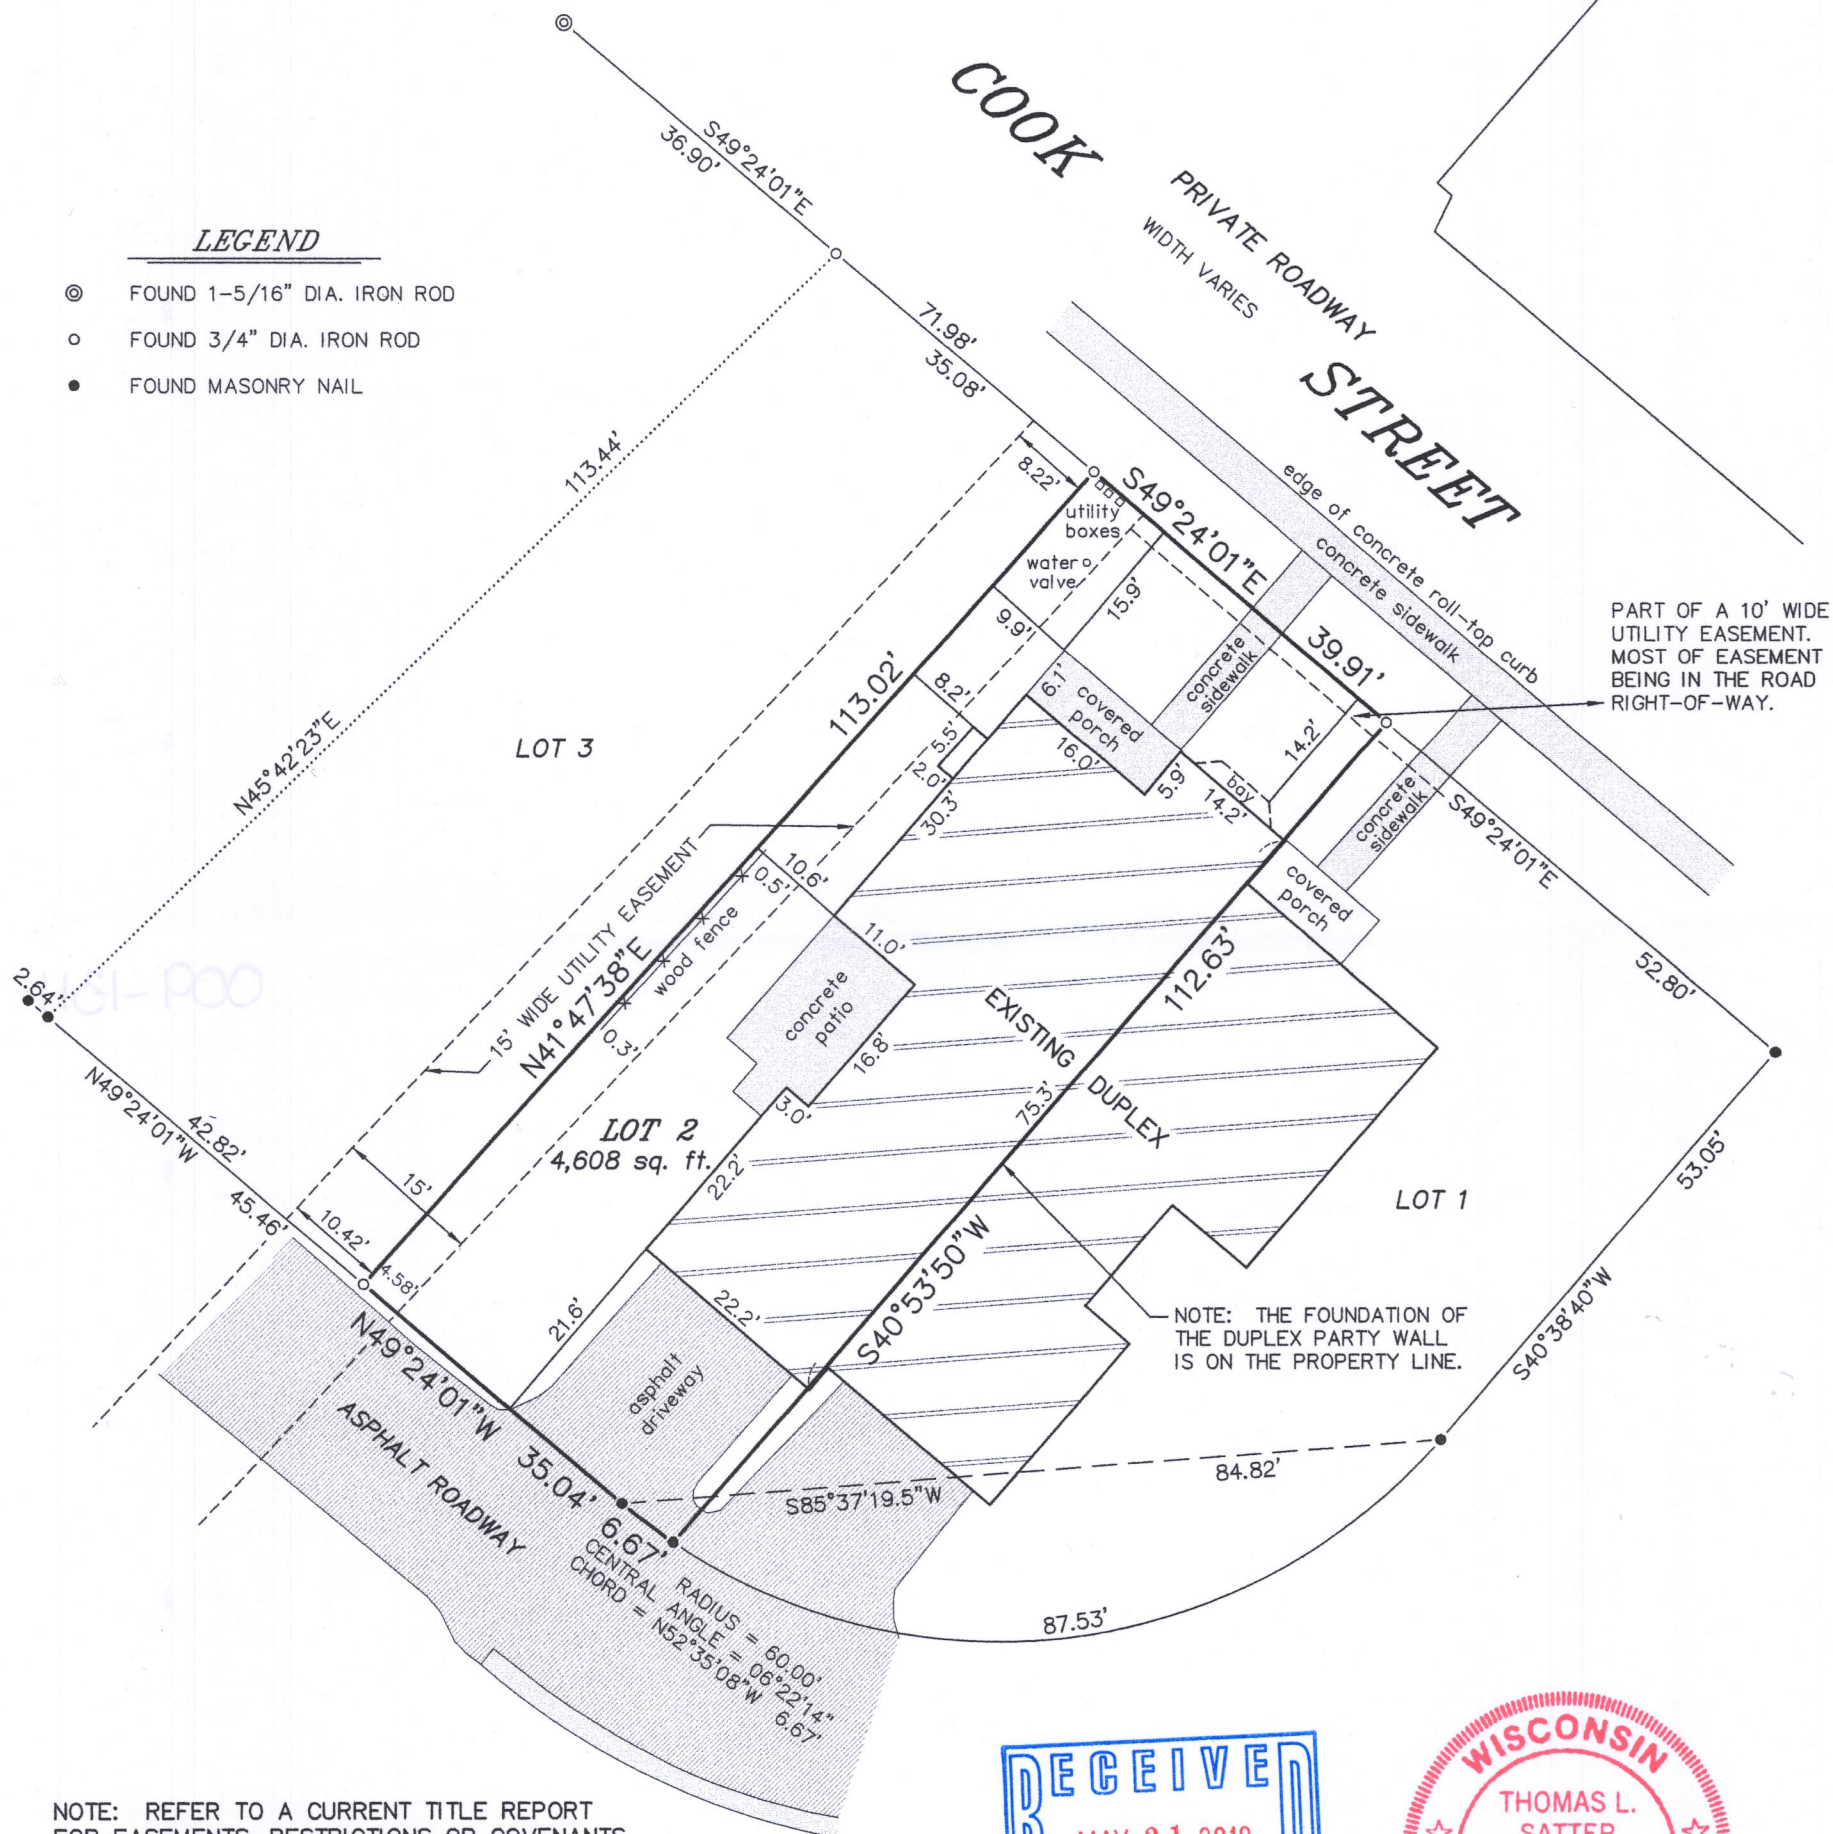 COOK
STREET
PRIVATE ROADWAY
WIDTH VARIES
S49°24'01"E
36.90'
LEGEND
FOUND 1-5/16" DIA. IRON ROD
FOUND 3/4" DIA. IRON ROD
FOUND MASONRY NAIL
71.98'
35.08'
113.44'
N45°42'23"E
8.22'
utility
boxes
water
valve
S49°24'01"E
39.91'
edge of concrete roll-top curb
concrete sidewalk
PART OF A 10' WIDE
UTILITY EASEMENT.
MOST OF EASEMENT
BEING IN THE ROAD
RIGHT-OF-WAY.
15.9'
9.9'
6.1'
covered
porch
16.0'
5.9'
concrete
sidewalk
14.2'
bay
14.2'
concrete
sidewalk
covered
porch
S49°24'01"E
52.80'
LOT 3
113.02'
8.2'
5.5'
2.0'
30.3'
10.6'
0.5'
wood fence
0.3'
15' WIDE UTILITY EASEMENT
N41°47'38"E
11.0'
concrete
patio
16.8'
3.0'
EXISTING DUPLEX
112.63'
75.3'
2.64'
N49°24'01"W
42.82'
45.46'
15'
10.42'
4.58'
LOT 2
4,608 sq. ft.
22.2'
LOT 1
53.05'
S40°38'40"W
S40°53'50"W
NOTE: THE FOUNDATION OF
THE DUPLEX PARTY WALL
IS ON THE PROPERTY LINE.
21.6'
22.2'
asphalt
driveway
N49°24'01"W 35.04'
ASPHALT ROADWAY
S85°37'19.5"W
84.82'
6.67'
RADIUS = 60.00'
CENTRAL ANGLE = 06°22'14"
CHORD = N52°35'08"W 6.67'
87.53'
NOTE: REFER TO A CURRENT TITLE REPORT
FOR EASEMENTS, RESTRICTIONS OR COVENANTS
RECEIVED
MAY 21 2019
WISCONSIN
THOMAS L.
SATTER